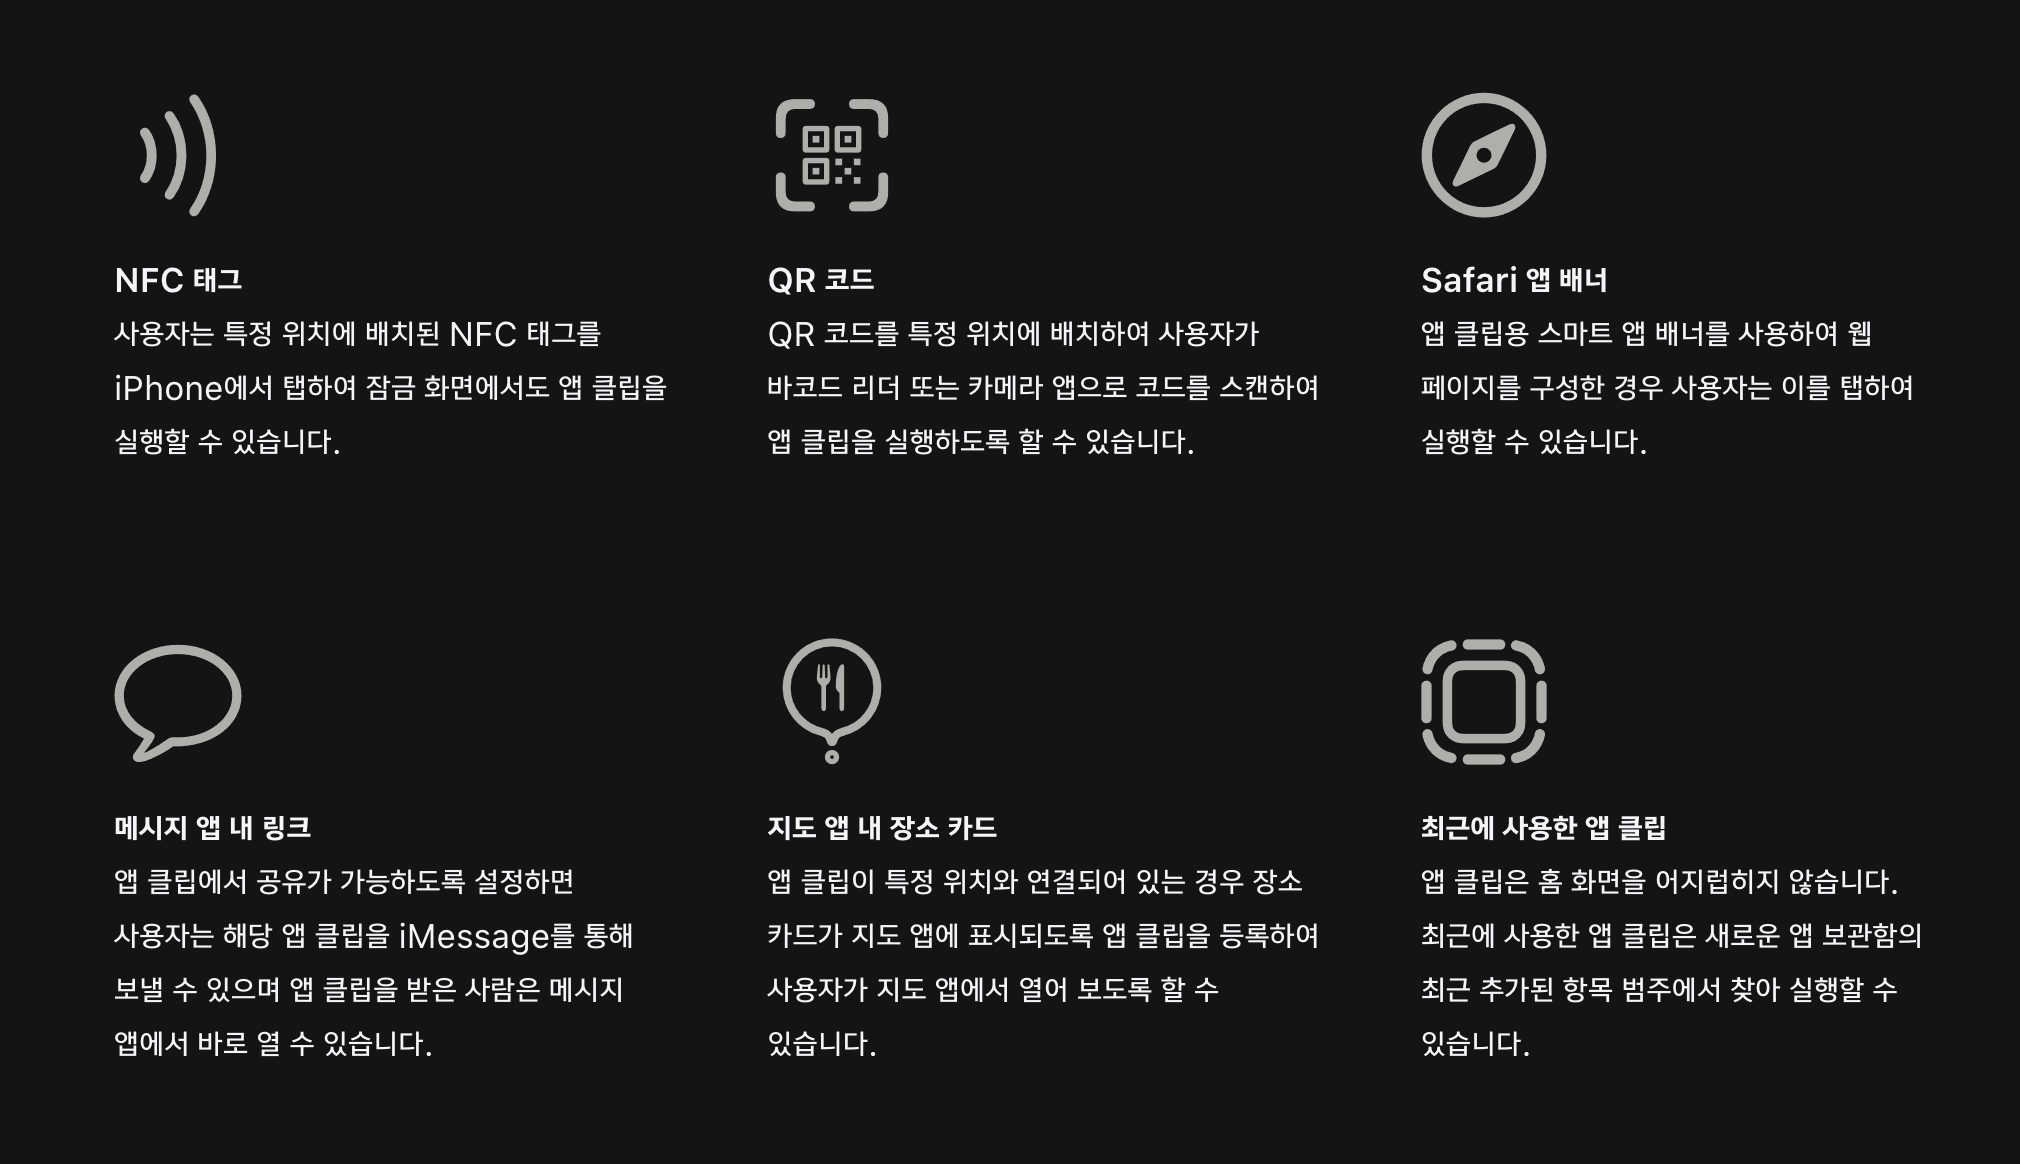 NFC 태그
사용자는 특정 위치에 배치된 NFC 태그를
iPhone에서 탭하여 잠금 화면에서도 앱 클립을
실행할 수 있습니다.
QR 코드
QR 코드를 특정 위치에 배치하여 사용자가
바코드 리더 또는 카메라 앱으로 코드를 스캔하여
앱 클립을 실행하도록 할 수 있습니다.
Safari 앱 배너
앱 클립용 스마트 앱 배너를 사용하여 웹
페이지를 구성한 경우 사용자는 이를 탭하여
실행할 수 있습니다.
메시지 앱 내 링크
앱 클립에서 공유가 가능하도록 설정하면
사용자는 해당 앱 클립을 iMessage를 통해
보낼 수 있으며 앱 클립을 받은 사람은 메시지
앱에서 바로 열 수 있습니다.
지도 앱 내 장소 카드
앱 클립이 특정 위치와 연결되어 있는 경우 장소
카드가 지도 앱에 표시되도록 앱 클립을 등록하여
사용자가 지도 앱에서 열어 보도록 할 수
있습니다.
최근에 사용한 앱 클립
앱 클립은 홈 화면을 어지럽히지 않습니다.
최근에 사용한 앱 클립은 새로운 앱 보관함의
최근 추가된 항목 범주에서 찾아 실행할 수
있습니다.